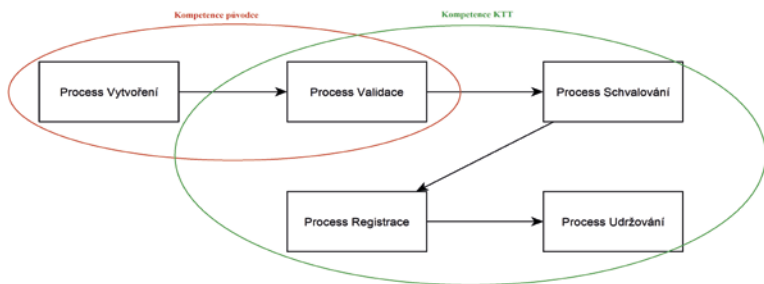 Kompetence původce
Kompetence KTT
Process Vytvoření
Process Validace
Process Schvalování
Process Registrace
Process Udržování